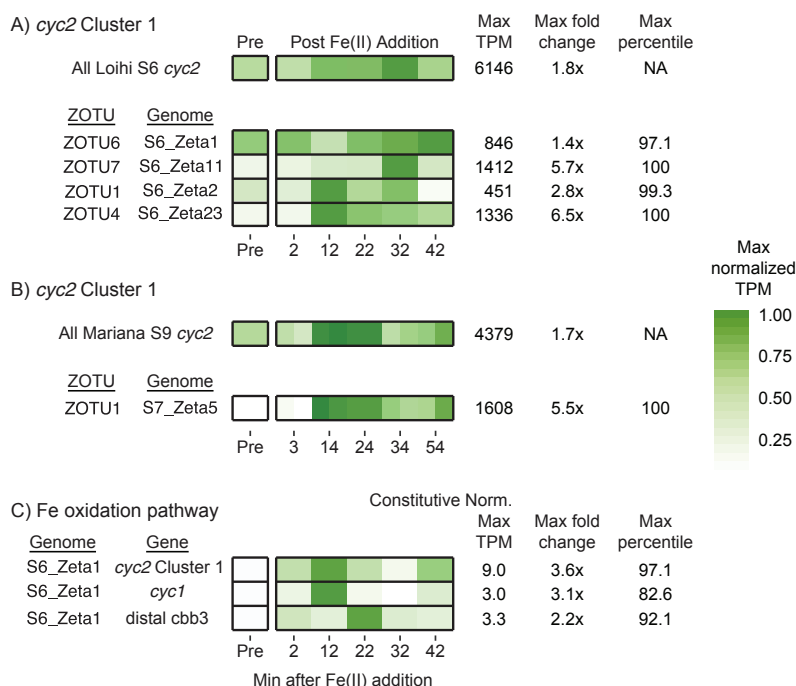 A) cyc2 Cluster 1
Pre Post Fe(II) Addition Max TPM Max fold change Max percentile
All Loihi S6 cyc2 6146 1.8x NA
ZOTU Genome
ZOTU6 S6_Zeta1 846 1.4x 97.1
ZOTU7 S6_Zeta11 1412 5.7x 100
ZOTU1 S6_Zeta2 451 2.8x 99.3
ZOTU4 S6_Zeta23 1336 6.5x 100
Pre 2 12 22 32 42
Max normalized TPM
1.00
0.75
0.50
0.25
B) cyc2 Cluster 1
All Mariana S9 cyc2 4379 1.7x NA
ZOTU Genome
ZOTU1 S7_Zeta5 1608 5.5x 100
Pre 3 14 24 34 54
C) Fe oxidation pathway
Constitutive Norm.
Max TPM Max fold change Max percentile
Genome Gene
S6_Zeta1 cyc2 Cluster 1 9.0 3.6x 97.1
S6_Zeta1 cyc1 3.0 3.1x 82.6
S6_Zeta1 distal cbb3 3.3 2.2x 92.1
Pre 2 12 22 32 42
Min after Fe(II) addition